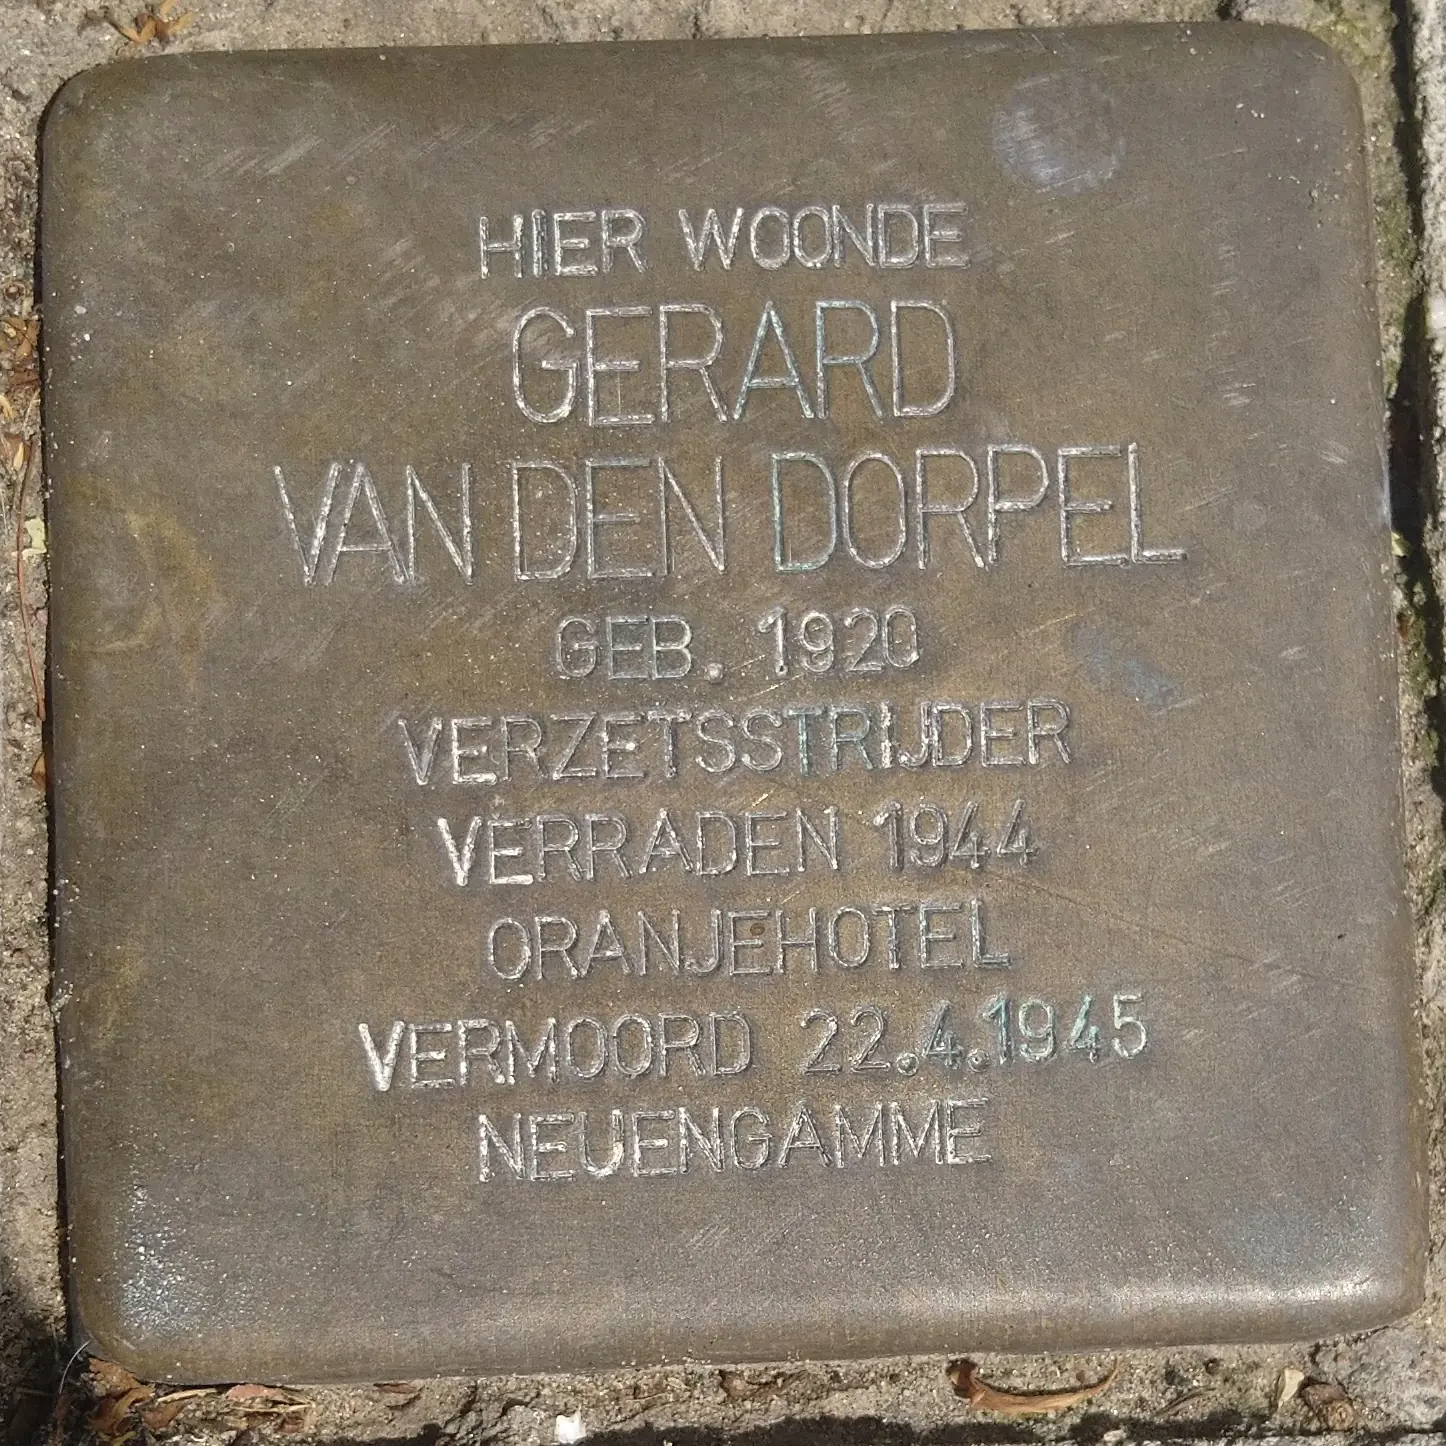 HIER WOONDE
GERARD
VAN DEN DORPEL
GEB. 1920
VERZETSSTRIJDER
VERRADEN 1944
ORANJEHOTEL
VERMOORD 22.4.1945
NEUENGAMME